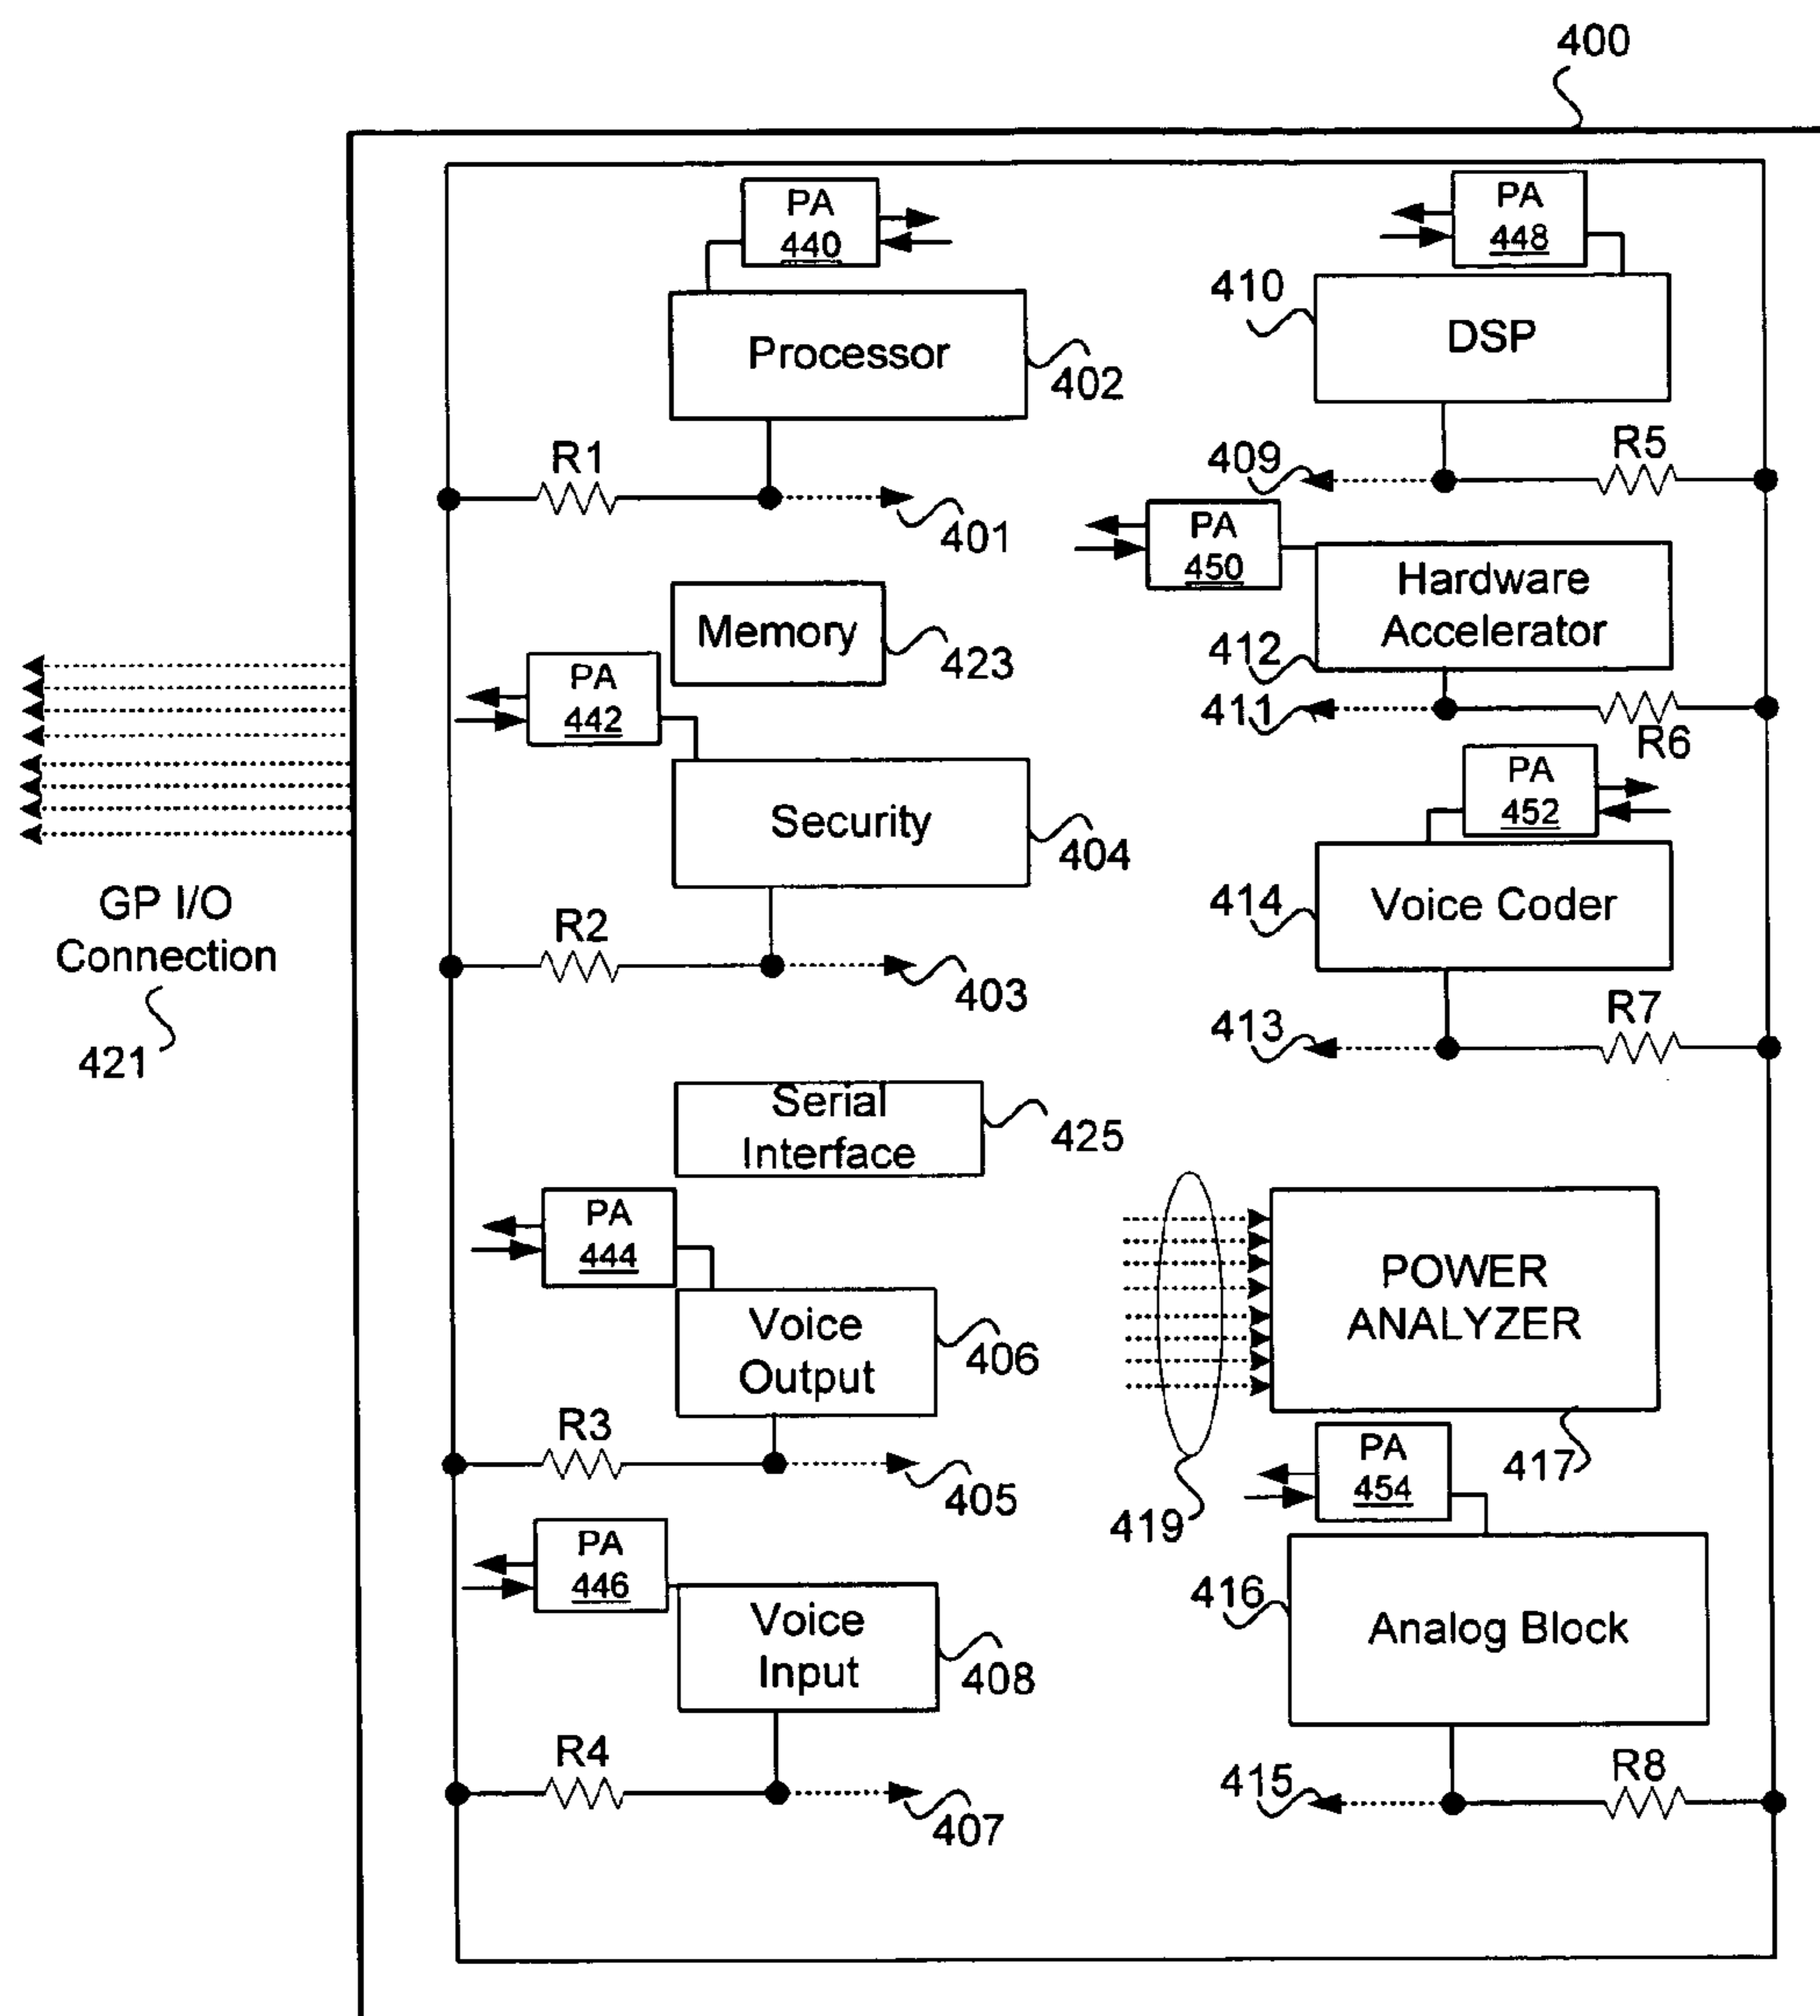 400
PA
440
Processor
402
R1
401
Memory
423
PA
442
Security
404
R2
403
Serial
Interface
425
PA
444
Voice
Output
406
R3
405
PA
446
Voice
Input
408
R4
407
PA
448
410
DSP
409
R5
PA
450
Hardware
Accelerator
412
411
R6
PA
452
414
Voice Coder
413
R7
POWER
ANALYZER
417
419
PA
454
416
Analog Block
415
R8
GP I/O
Connection
421